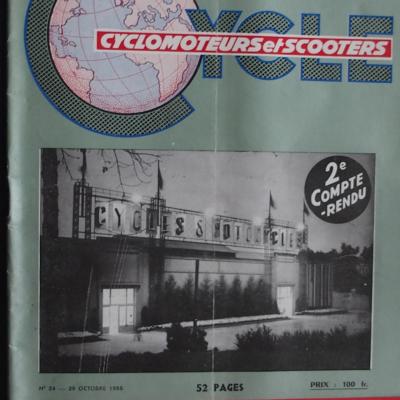 CYCLE
CYCLOMOTEURS et SCOOTERS
2e
COMPTE
-RENDU
CYCLES & MOTOCYCLES
52 PAGES
PRIX : 100 fr.